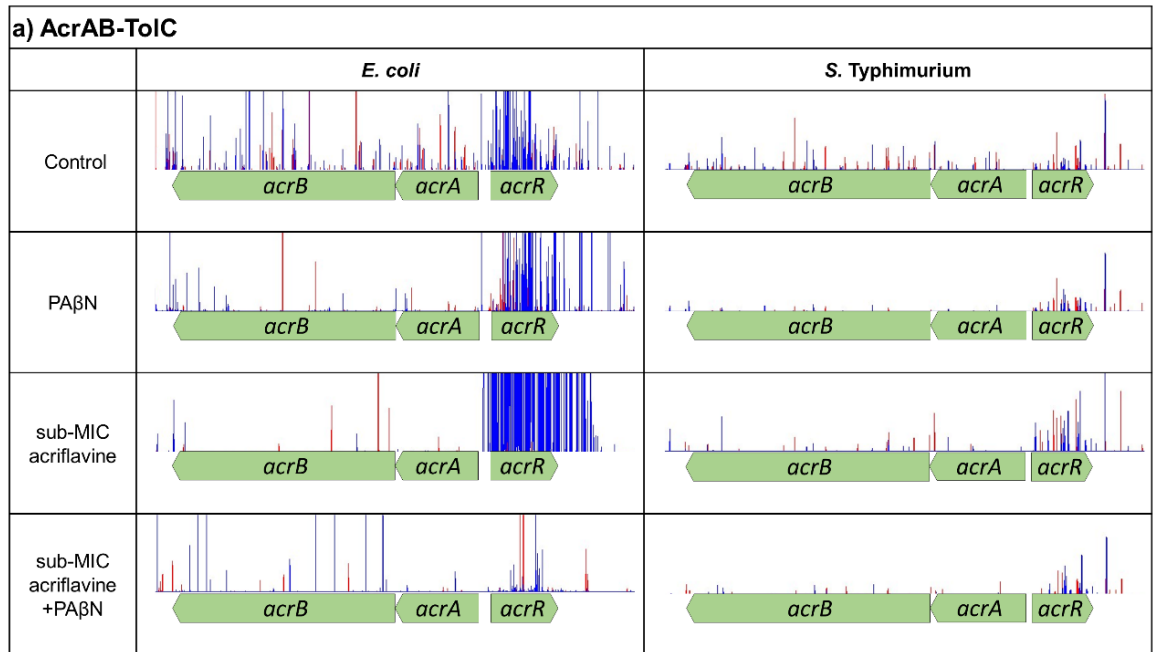 a) AcrAB-TolC
E. coli
S. Typhimurium
Control
acrB
acrA
acrR
acrB
acrA
acrR
PAβN
acrB
acrA
acrR
acrB
acrA
acrR
sub-MIC
acriflavine
acrB
acrA
acrR
acrB
acrA
acrR
sub-MIC
acriflavine
+PAβN
acrB
acrA
acrR
acrB
acrA
acrR